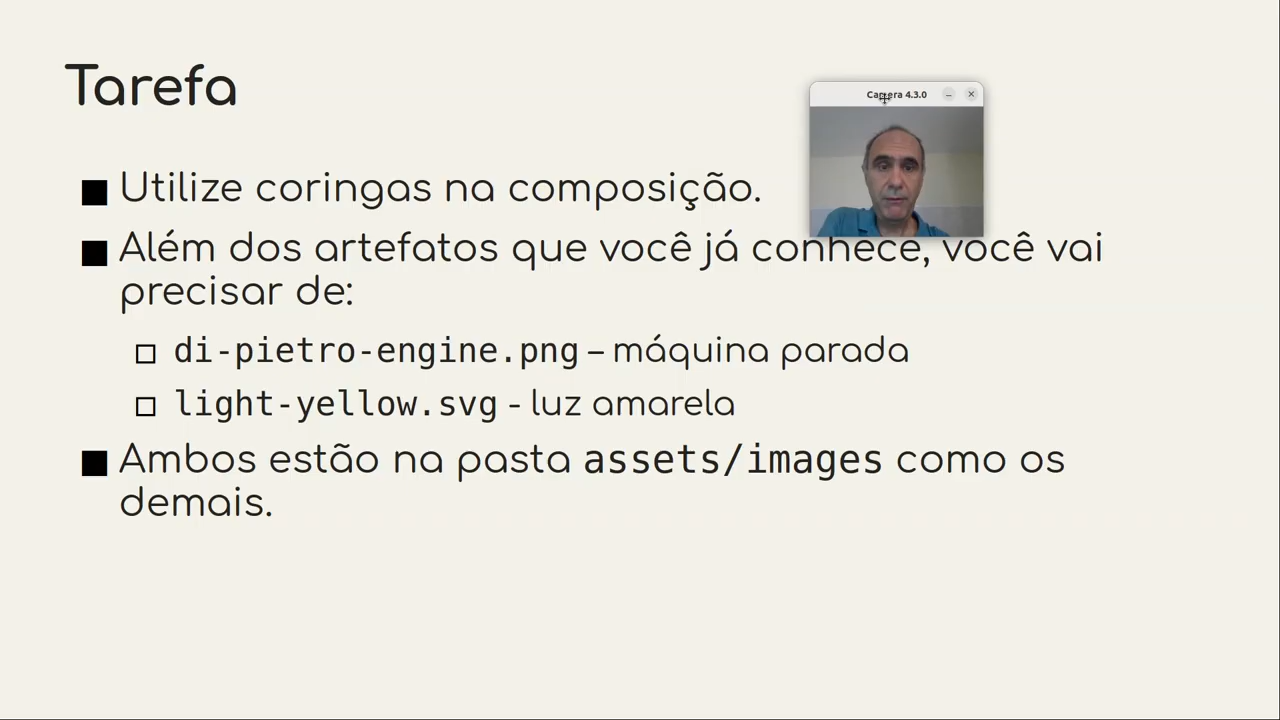 Tarefa
Camera 4.3.0
Utilize coringas na composição.
Além dos artefatos que você já conhece, você vai
precisar de:
di-pietro-engine.png – máquina parada
light-yellow.svg - luz amarela
Ambos estão na pasta assets/images como os
demais.